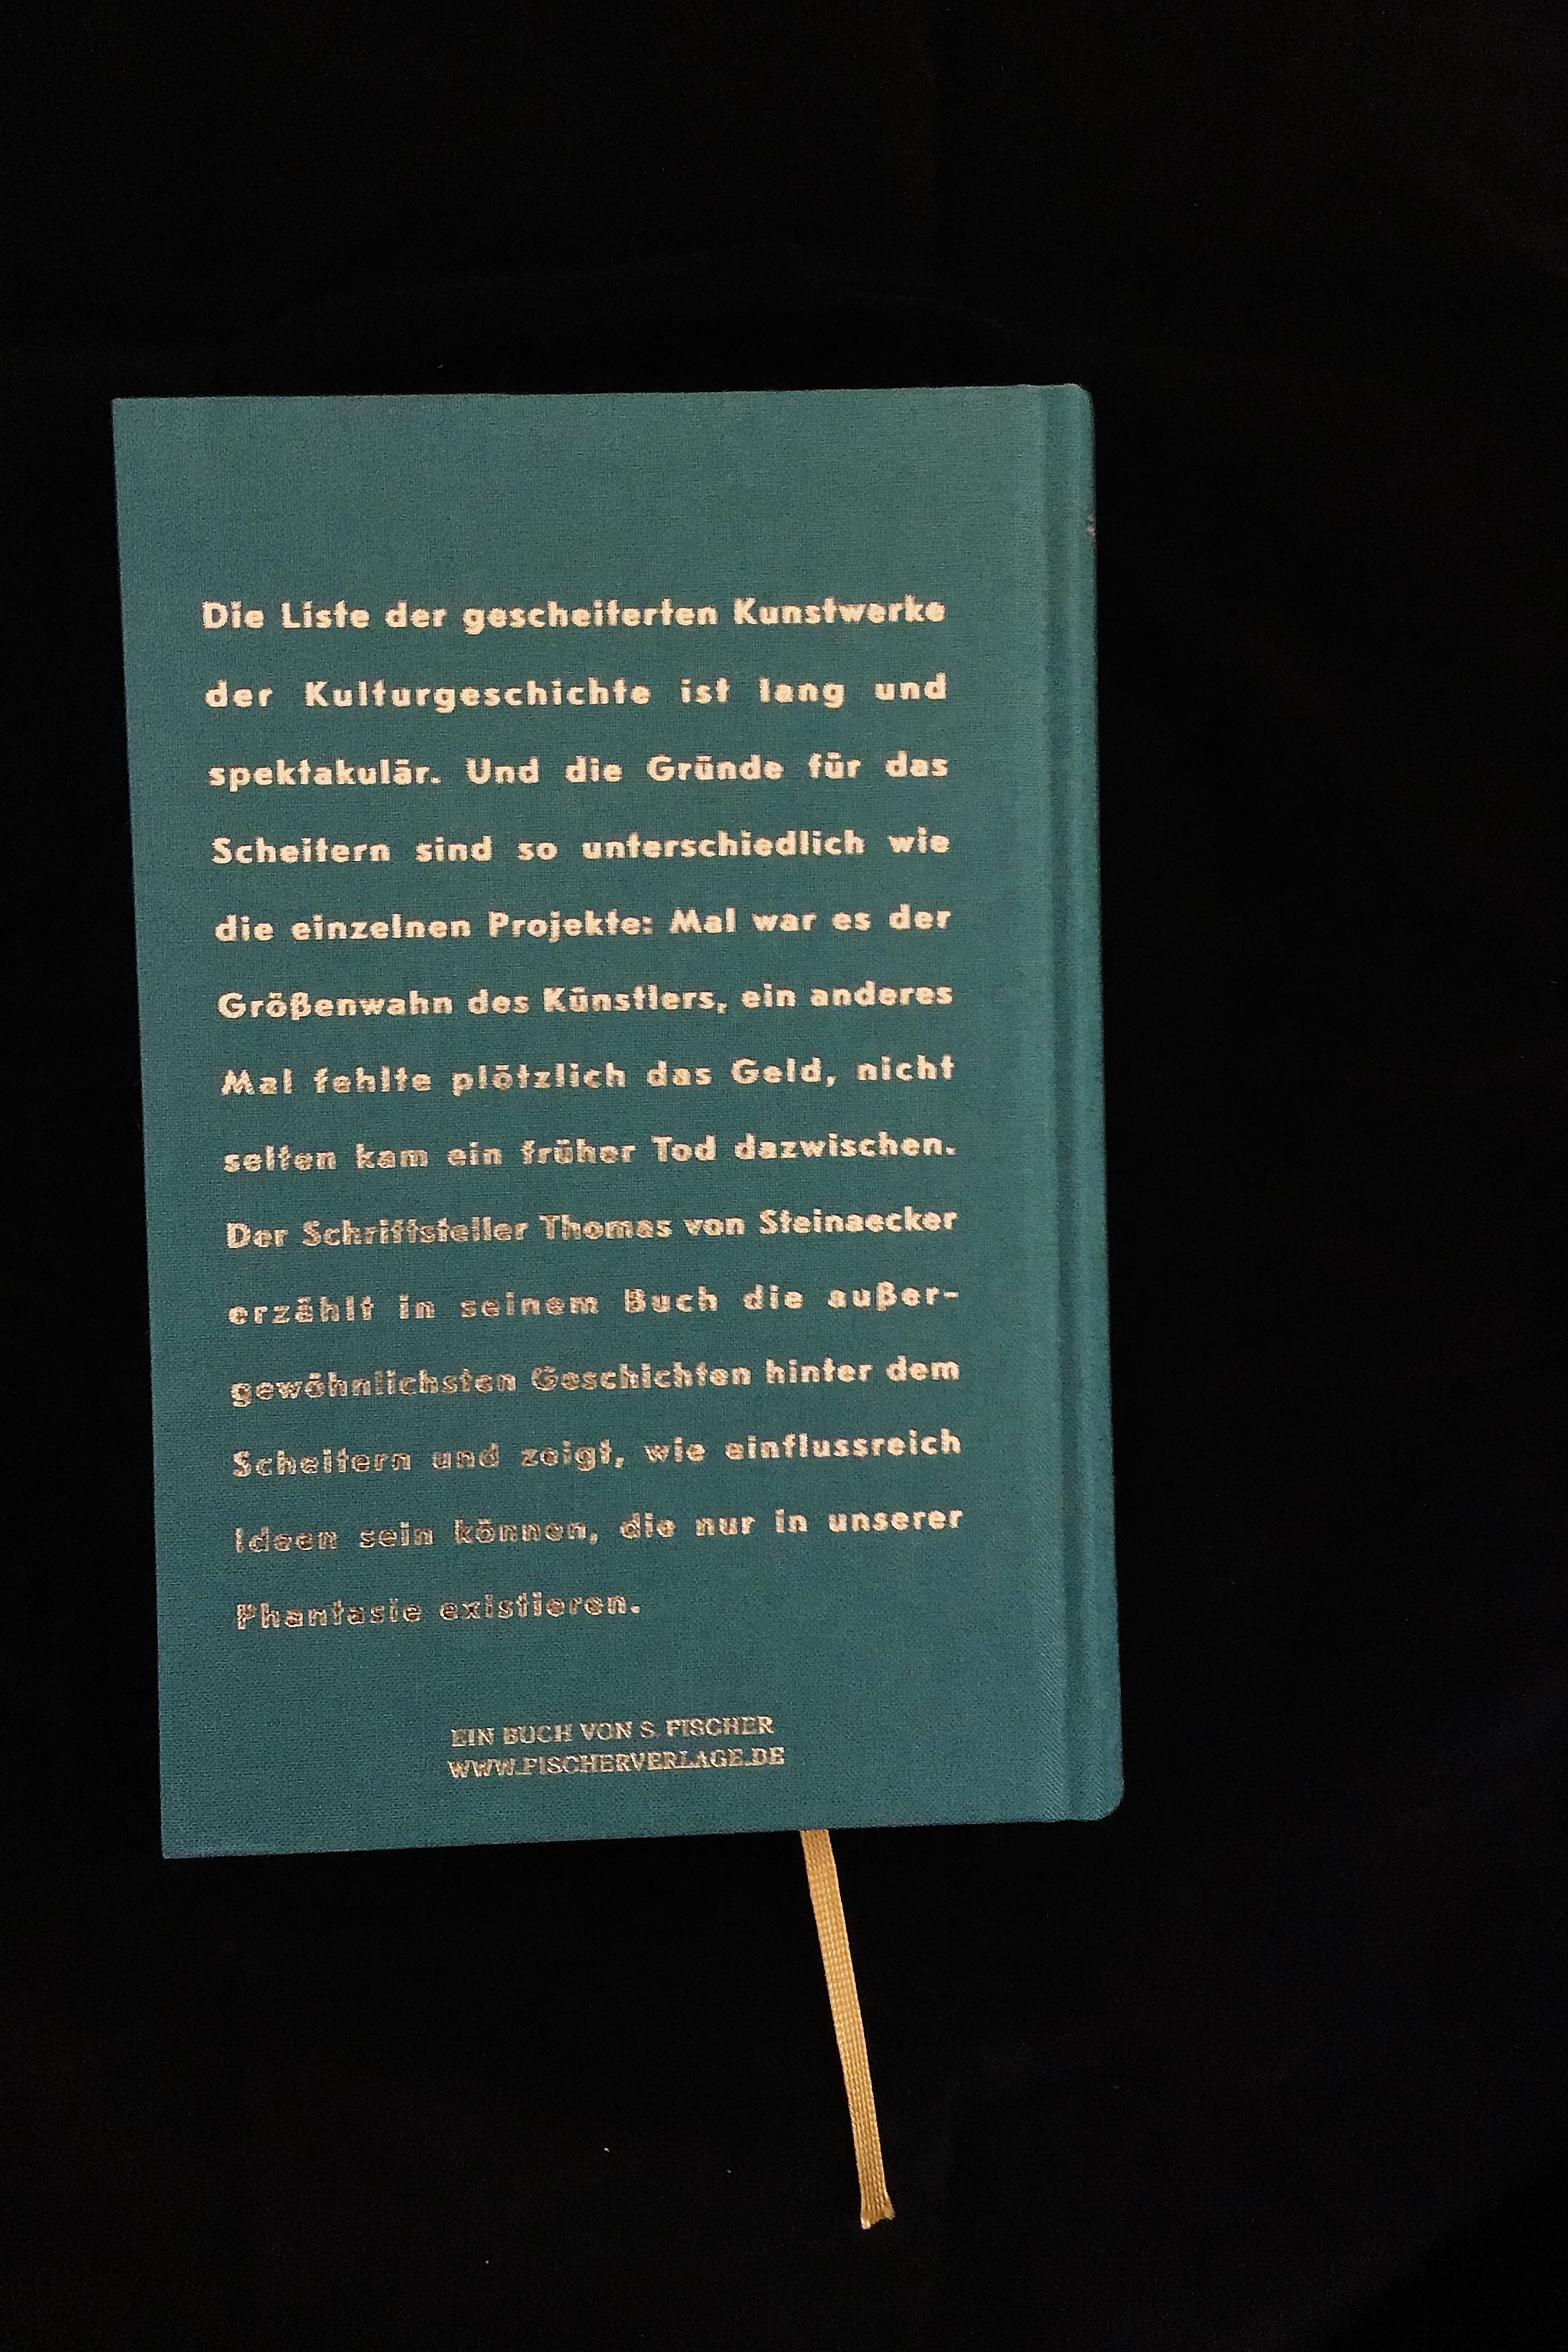 Die Liste der gescheiterten Kunstwerke
der Kulturgeschichte ist lang und
spektakulär. Und die Gründe für das
Scheitern sind so unterschiedlich wie
die einzelnen Projekte: Mal war es der
Größenwahn des Künstlers, ein anderes
Mal fehlte plötzlich das Geld, nicht
selten kam ein früher Tod dazwischen.
Der Schriftsteller Thomas von Steinaecker
erzählt in seinem Buch die außer-
gewöhnlichsten Geschichten hinter dem
Scheitern und zeigt, wie einflussreich
Ideen sein können, die nur in unserer
Phantasie existieren.
EIN BUCH VON S. FISCHER
WWW.FISCHERVERLAGE.DE